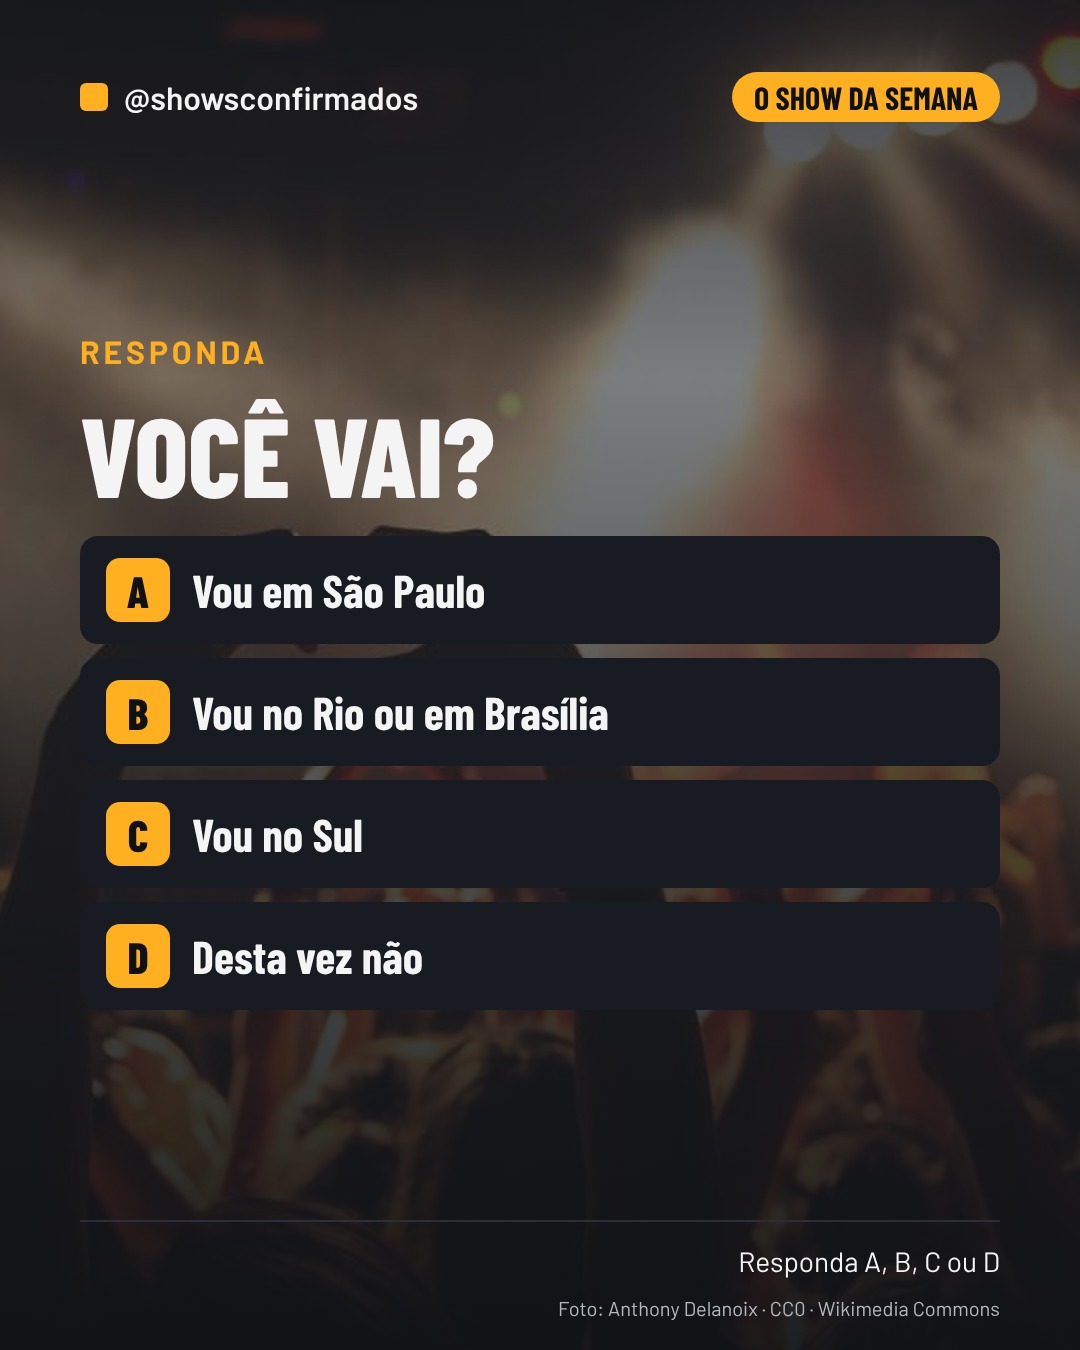 @showsconfirmados
O SHOW DA SEMANA
RESPONDA
VOCÊ VAI?
A Vou em São Paulo
B Vou no Rio ou em Brasília
C Vou no Sul
D Desta vez não
Responda A, B, C ou D
Foto: Anthony Delanoix · CC0 · Wikimedia Commons